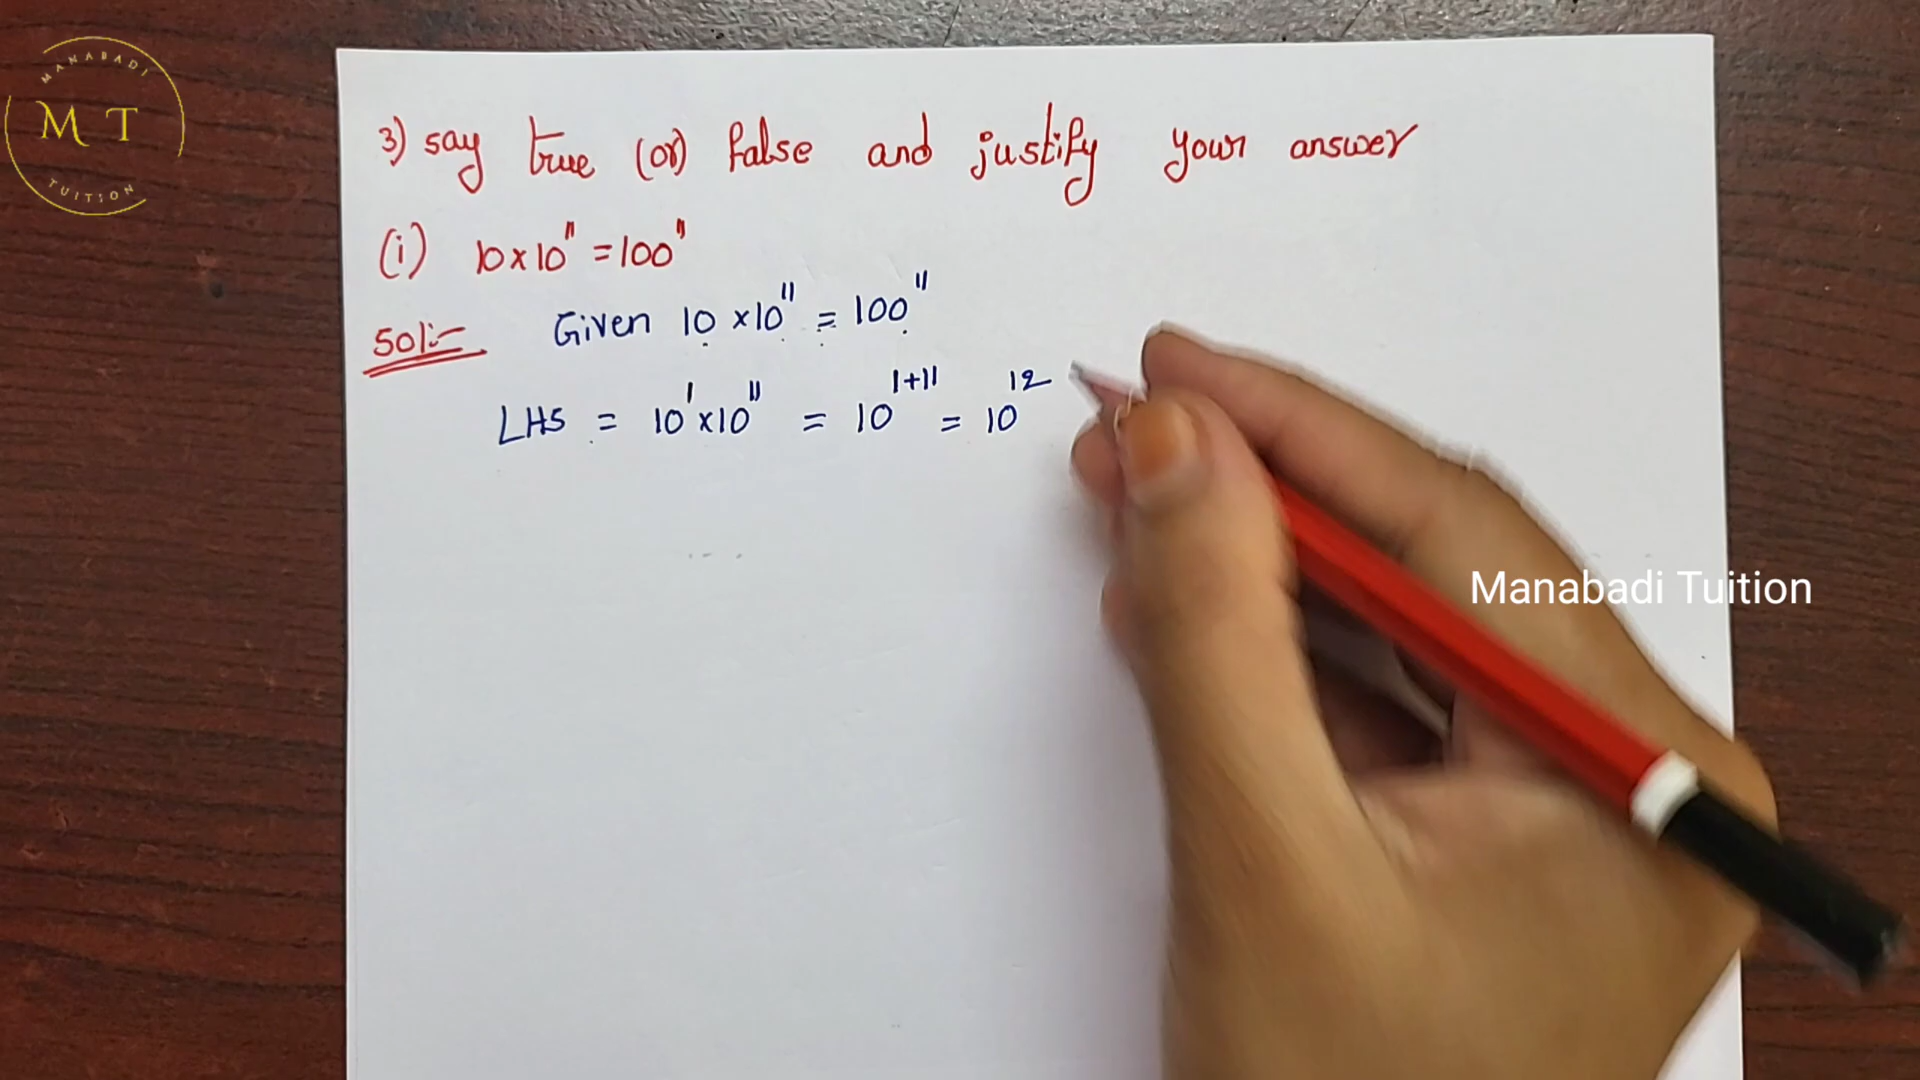 MANABADI
M T
TUITION
3) say true (or) false and justify your answer
(i) 10×10¹¹ = 100¹¹
Sol:-
Given 10 ×10¹¹ = 100¹¹
LHS = 10¹×10¹¹ = 10¹⁺¹¹ = 10¹²
Manabadi Tuition